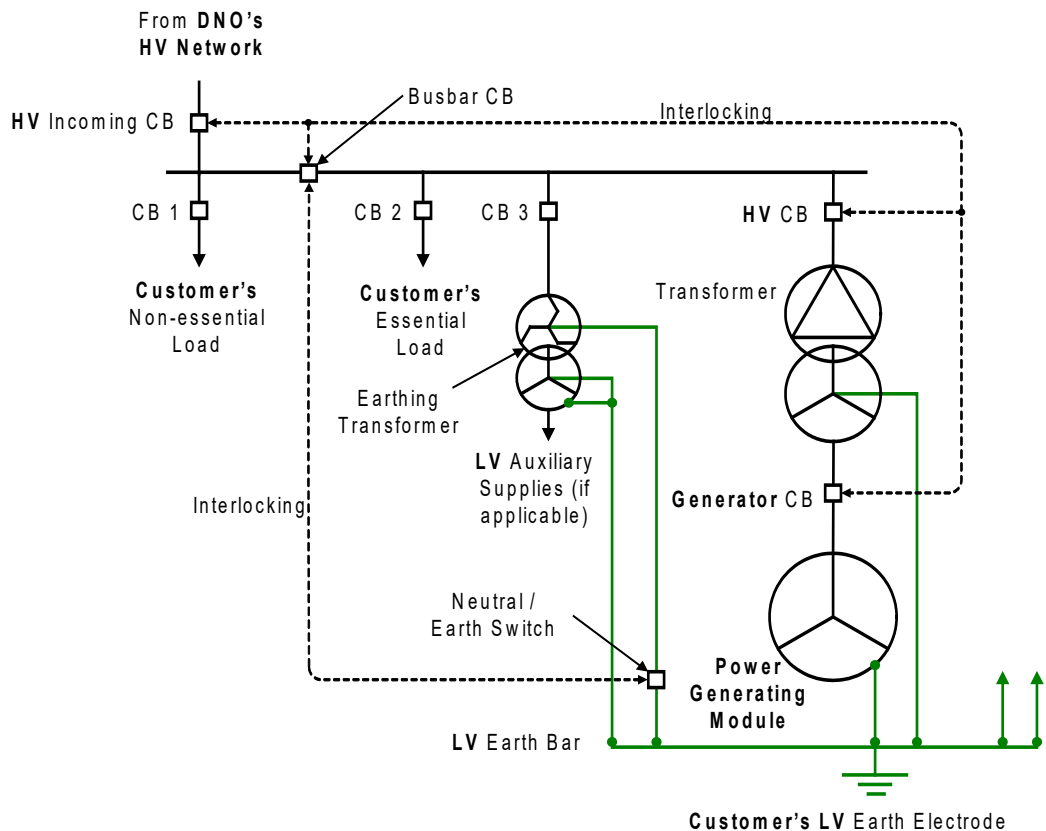 From DNO's
HV Network
Busbar CB
HV Incoming CB
Interlocking
CB 1
CB 2
CB 3
HV CB
Customer's
Non-essential
Load
Customer's
Essential
Load
Transformer
Earthing
Transformer
LV Auxiliary
Supplies (if
applicable)
Interlocking
Generator CB
Neutral /
Earth Switch
Power
Generating
Module
LV Earth Bar
Customer's LV Earth Electrode